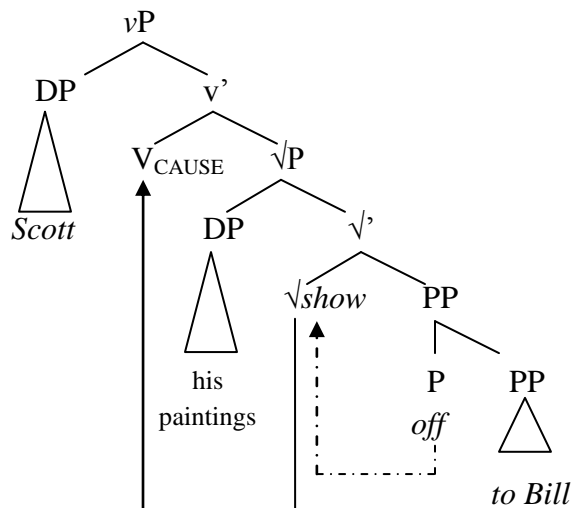 vP
DP v'
VCAUSE √P
Scott
DP √'
√show PP
his
paintings
P PP
off
to Bill